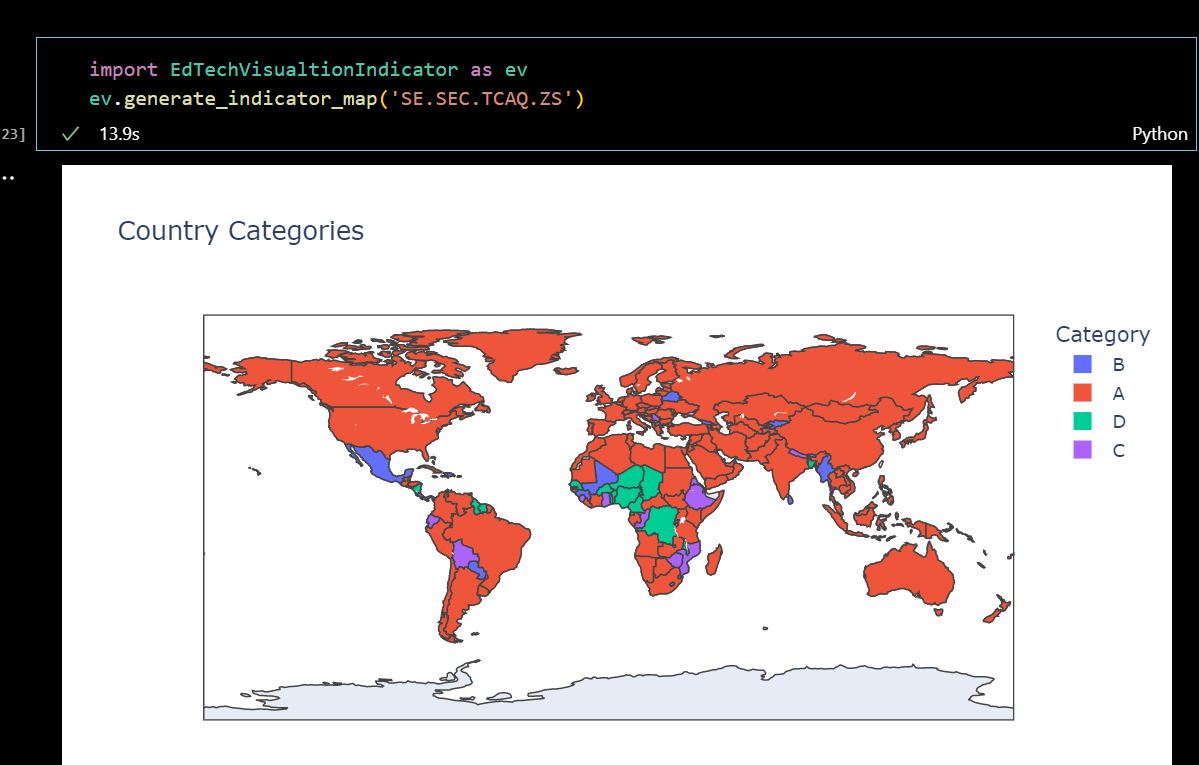 import EdTechVisualtionIndicator as ev
ev.generate_indicator_map('SE.SEC.TCAQ.ZS')
23]
13.9s
Python
Country Categories
Category
B
A
D
C